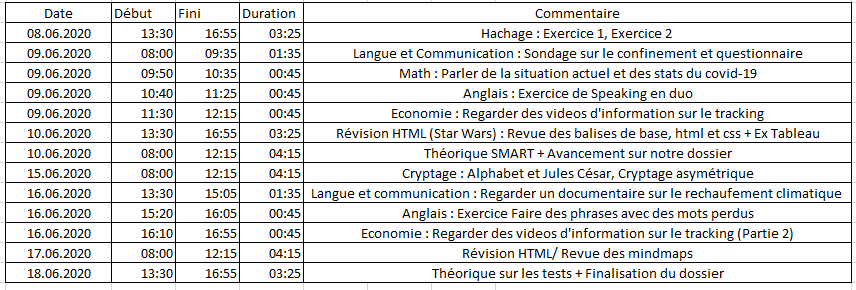 Date Début Fini Duration Commentaire
08.06.2020 13:30 16:55 03:25 Hachage : Exercice 1, Exercice 2
09.06.2020 08:00 09:35 01:35 Langue et Communication : Sondage sur le confinement et questionnaire
09.06.2020 09:50 10:35 00:45 Math : Parler de la situation actuel et des stats du covid-19
09.06.2020 10:40 11:25 00:45 Anglais : Exercice de Speaking en duo
09.06.2020 11:30 12:15 00:45 Economie : Regarder des videos d'information sur le tracking
10.06.2020 13:30 16:55 03:25 Révision HTML (Star Wars) : Revue des balises de base, html et css + Ex Tableau
10.06.2020 08:00 12:15 04:15 Théorique SMART + Avancement sur notre dossier
15.06.2020 08:00 12:15 04:15 Cryptage : Alphabet et Jules César, Cryptage asymétrique
16.06.2020 13:30 15:05 01:35 Langue et communication : Regarder un documentaire sur le rechaufement climatique
16.06.2020 15:20 16:05 00:45 Anglais : Exercice Faire des phrases avec des mots perdus
16.06.2020 16:10 16:55 00:45 Economie : Regarder des videos d'information sur le tracking (Partie 2)
17.06.2020 08:00 12:15 04:15 Révision HTML/ Revue des mindmaps
18.06.2020 13:30 16:55 03:25 Théorique sur les tests + Finalisation du dossier